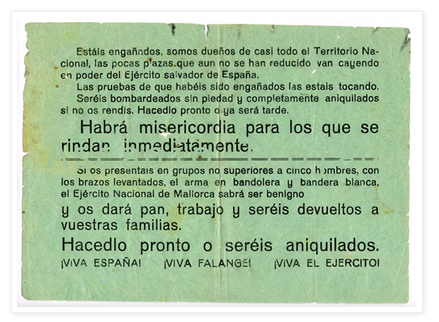 Estáis engañados, somos dueños de casi todo el Territorio Na-
cional, las pocas plazas que aun no se han reducido van cayendo
en poder del Ejército salvador de España.
Las pruebas de que habéis sido engañados las estais tocando.
Seréis bombardeados sin piedad y completamente aniquilados
si no os rendis. Hacedlo pronto o ya será tarde.
Habrá misericordia para los que se
rindan inmediatamente.
Si os presentais en grupos no superiores a cinco hombres, con
los brazos levantados, el arma en bandolera y bandera blanca,
el Ejército Nacional de Mallorca sabrá ser benigno
y os dará pan, trabajo y seréis devueltos a
vuestras familias.
Hacedlo pronto o seréis aniquilados.
¡VIVA ESPAÑA! ¡VIVA FALANGE! ¡VIVA EL EJERCITO!